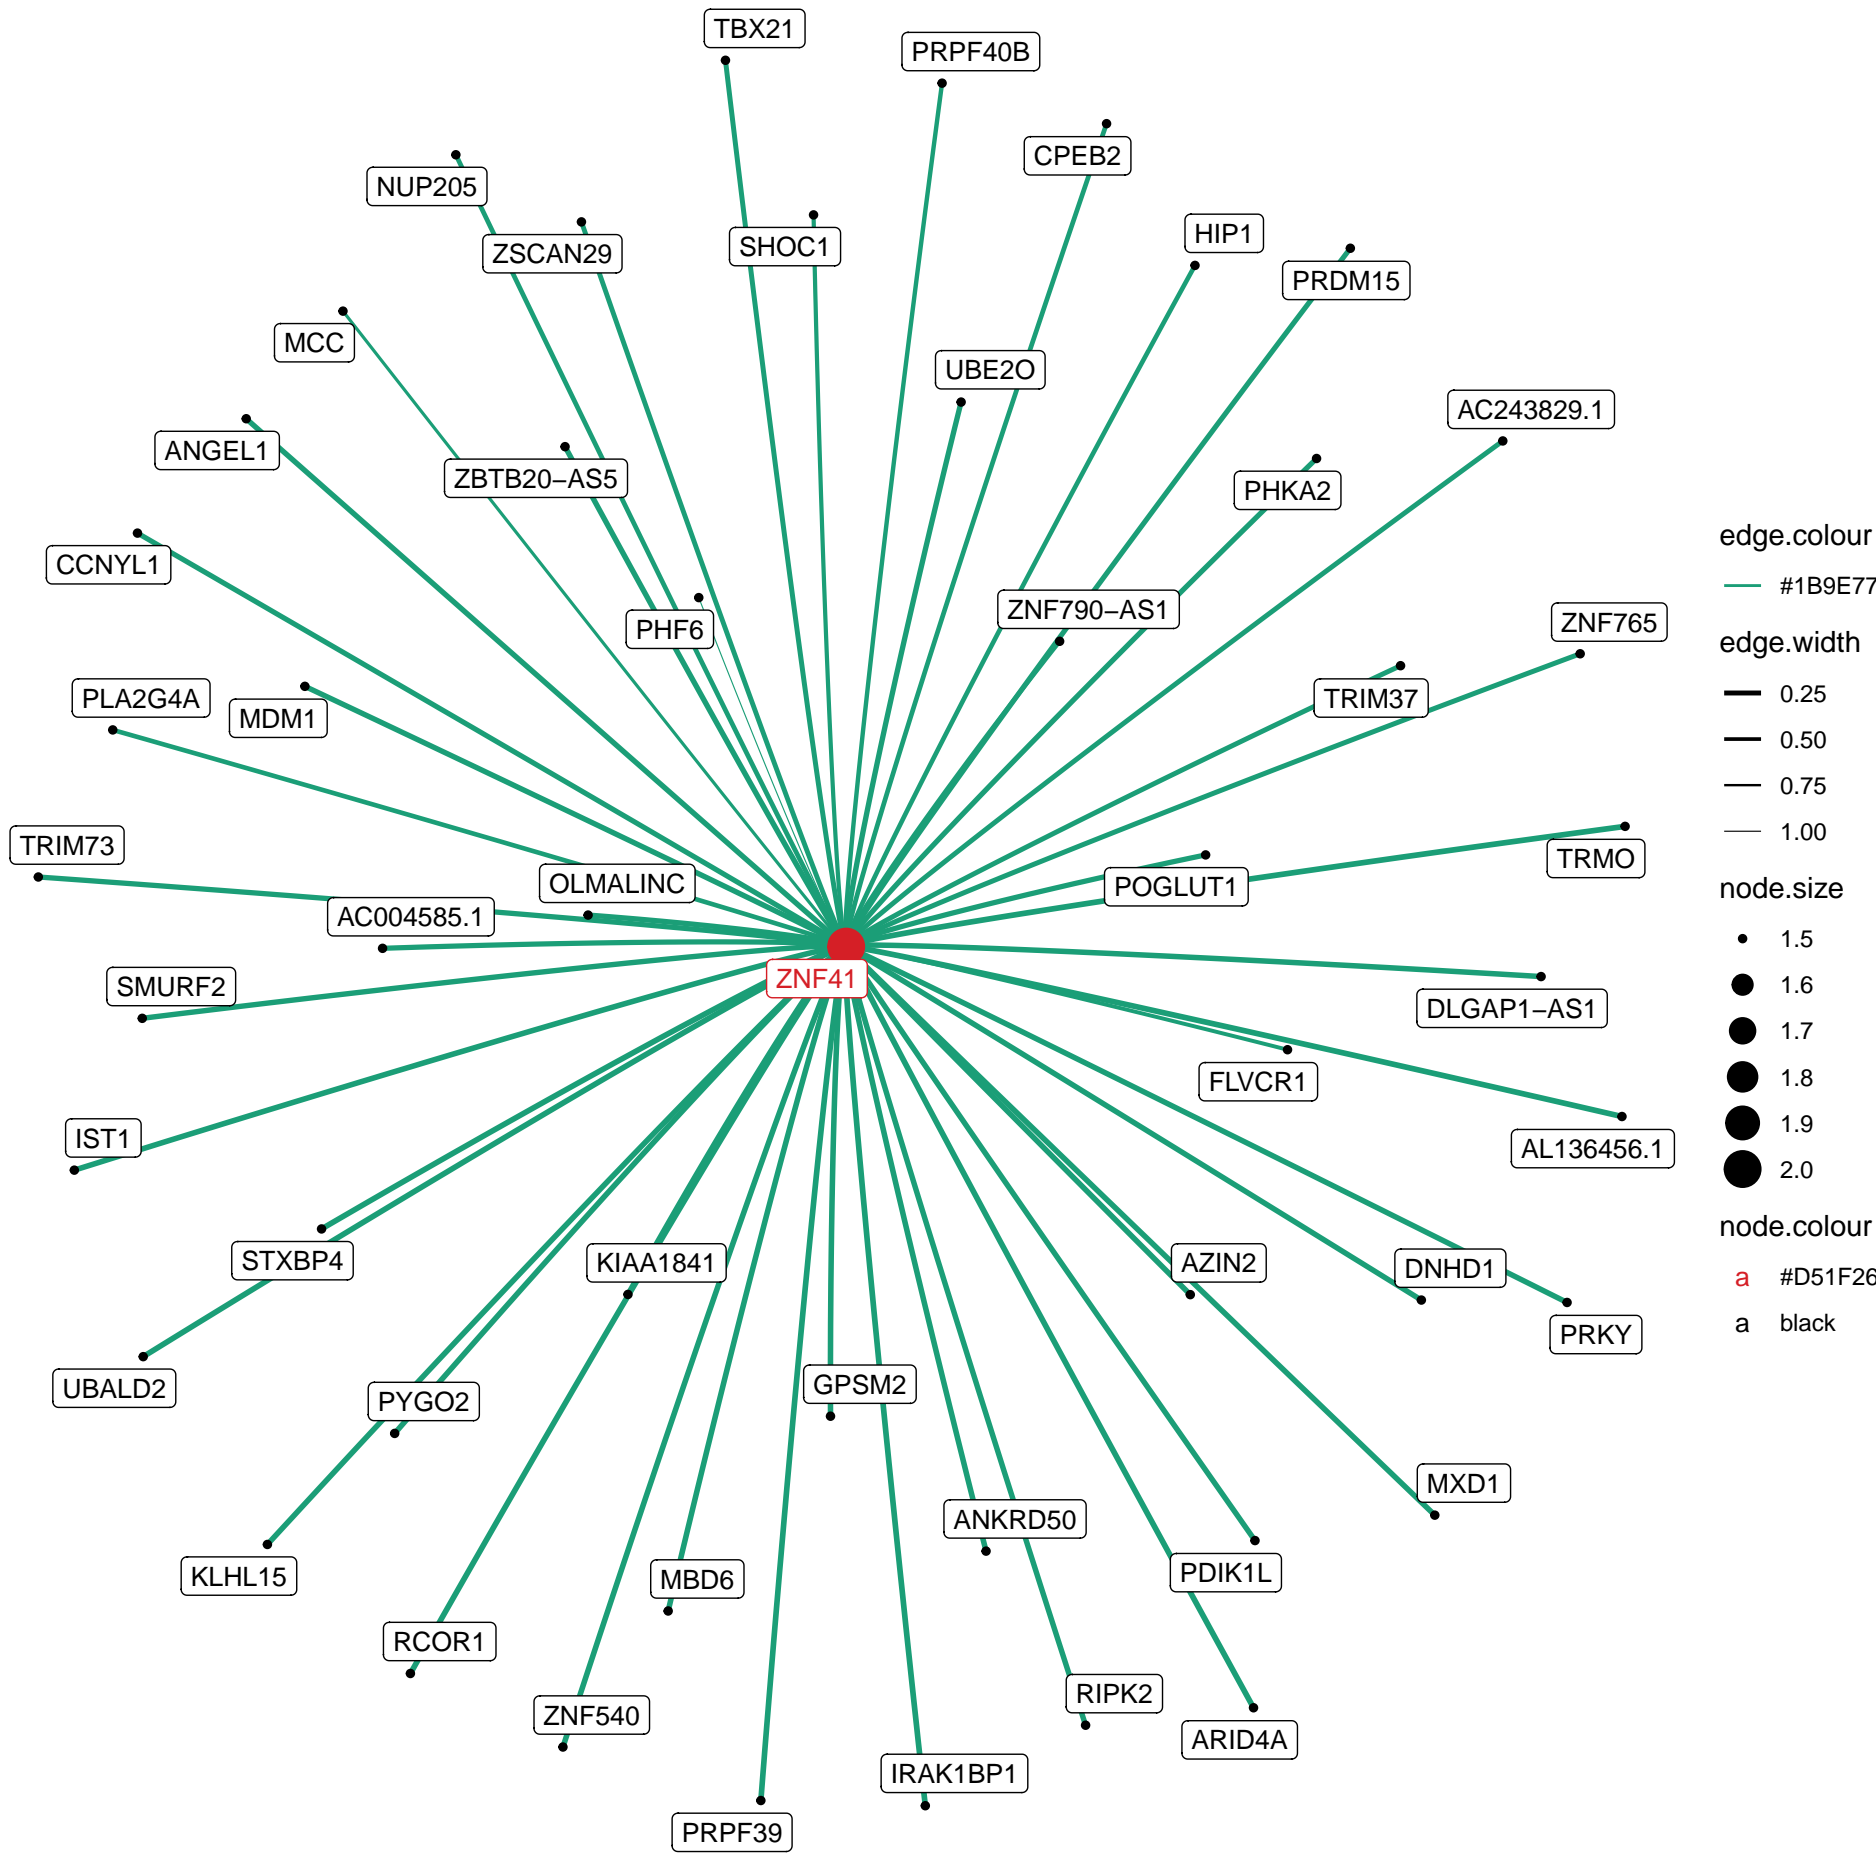 TBX21
PRPF40B
CPEB2
NUP205
SHOC1
HIP1
ZSCAN29
PRDM15
MCC
UBE2O
AC243829.1
ANGEL1
ZBTB20−AS5
PHKA2
CCNYL1
ZNF790−AS1
PHF6
ZNF765
PLA2G4A
MDM1
TRIM37
TRIM73
OLMALINC
POGLUT1
TRMO
AC004585.1
SMURF2
ZNF41
DLGAP1−AS1
FLVCR1
IST1
AL136456.1
STXBP4
KIAA1841
AZIN2
DNHD1
PRKY
UBALD2
PYGO2
GPSM2
MXD1
ANKRD50
KLHL15
MBD6
PDIK1L
RCOR1
RIPK2
ZNF540
ARID4A
IRAK1BP1
PRPF39
edge.colour
#1B9E77
edge.width
0.25
0.50
0.75
1.00
node.size
1.5
1.6
1.7
1.8
1.9
2.0
node.colour
a #D51F26
a black